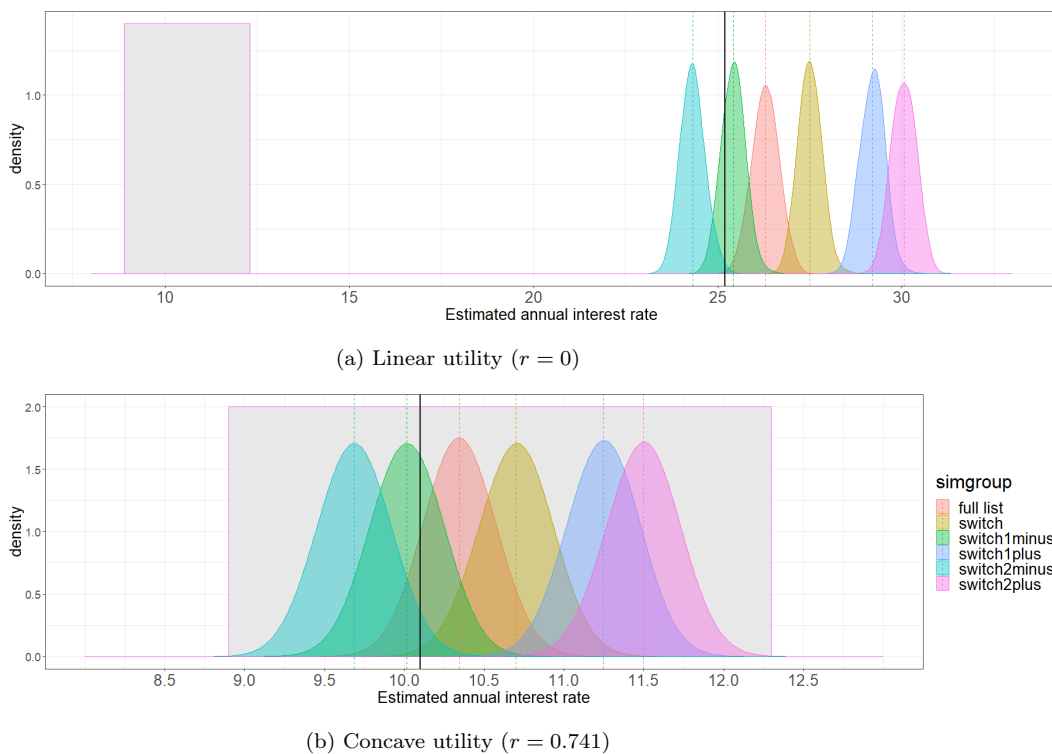 density
1.0
0.5
0.0
10 15 20 25 30
Estimated annual interest rate
(a) Linear utility (r = 0)
density
2.0
1.5
1.0
0.5
0.0
8.5 9.0 9.5 10.0 10.5 11.0 11.5 12.0 12.5
Estimated annual interest rate
simgroup
full list
switch
switch1minus
switch1plus
switch2minus
switch2plus
(b) Concave utility (r = 0.741)